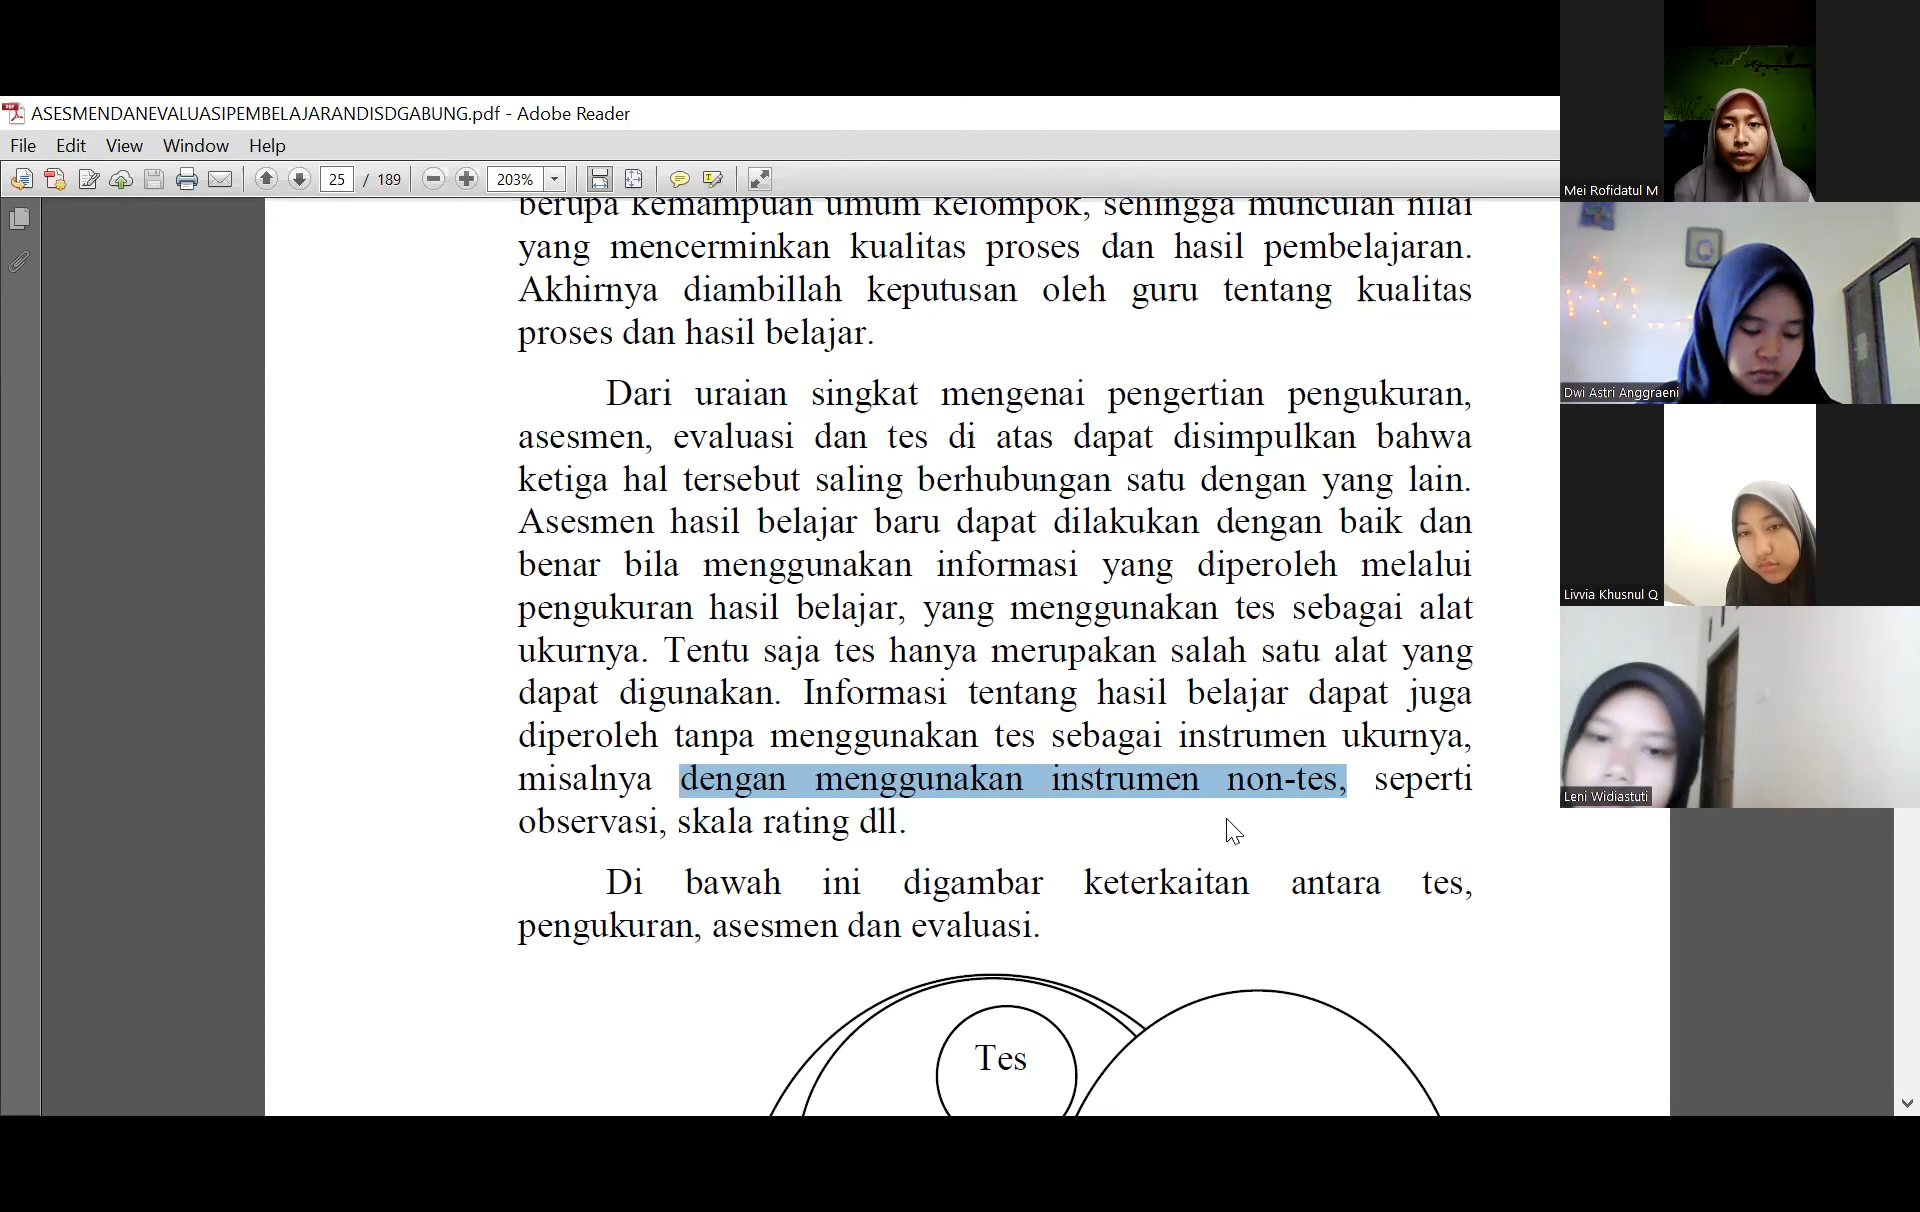 ASESMENDANEVALUASIPEMBELAJARANDISDGABUNG.pdf - Adobe Reader
File Edit View Window Help
25 / 189 203%
berupa kemampuan umum kelompok, sehingga munculah nilai
yang mencerminkan kualitas proses dan hasil pembelajaran.
Akhirnya diambillah keputusan oleh guru tentang kualitas
proses dan hasil belajar.
Dari uraian singkat mengenai pengertian pengukuran,
asesmen, evaluasi dan tes di atas dapat disimpulkan bahwa
ketiga hal tersebut saling berhubungan satu dengan yang lain.
Asesmen hasil belajar baru dapat dilakukan dengan baik dan
benar bila menggunakan informasi yang diperoleh melalui
pengukuran hasil belajar, yang menggunakan tes sebagai alat
ukurnya. Tentu saja tes hanya merupakan salah satu alat yang
dapat digunakan. Informasi tentang hasil belajar dapat juga
diperoleh tanpa menggunakan tes sebagai instrumen ukurnya,
misalnya dengan menggunakan instrumen non-tes, seperti
observasi, skala rating dll.
Di bawah ini digambar keterkaitan antara tes,
pengukuran, asesmen dan evaluasi.
Tes
Mei Rofidatul M
Dwi Astri Anggraeni
Livvia Khusnul Q
Leni Widiastuti